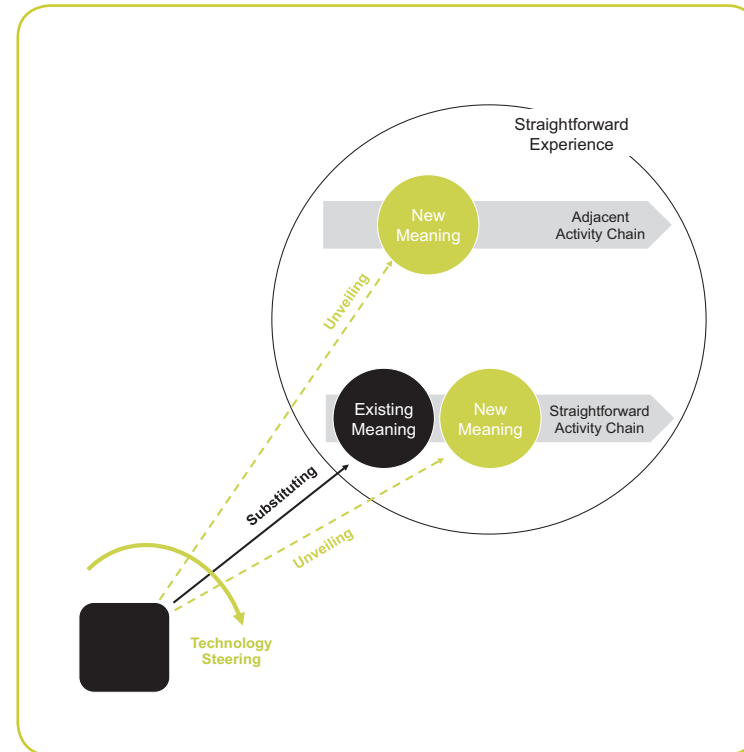 Straightforward
Experience
New
Meaning
Adjacent
Activity Chain
Unveiling
Existing
Meaning
New
Meaning
Straightforward
Activity Chain
Substituting
Unveiling
Technology
Steering